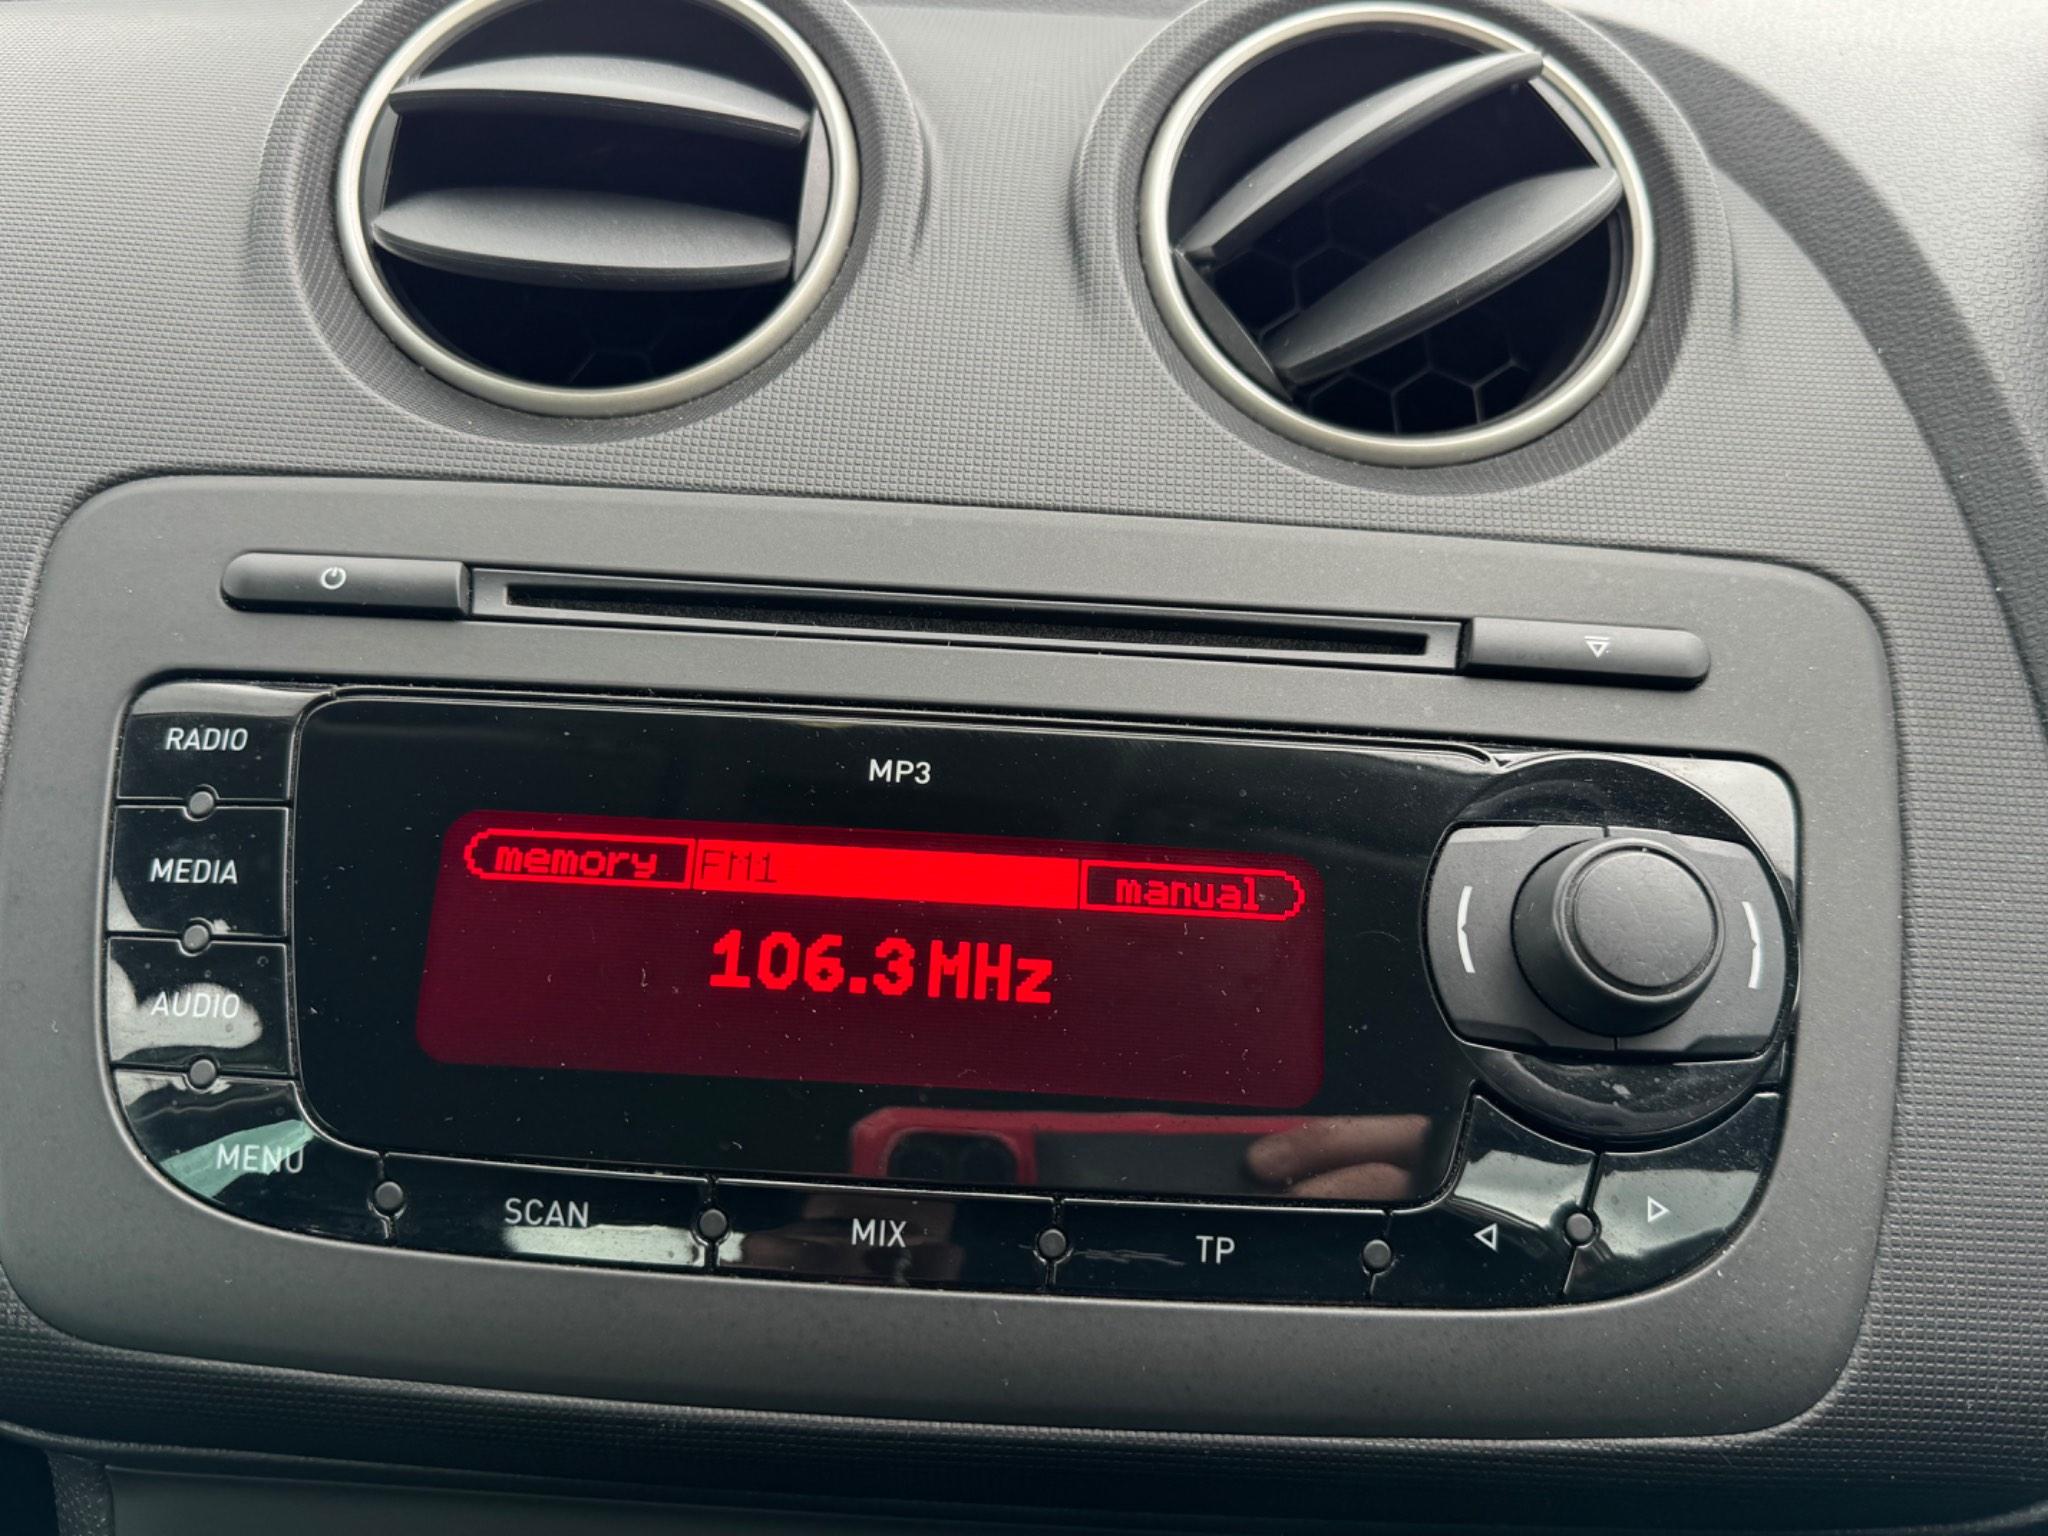 MP3
RADIO
MEDIA
AUDIO
MENU
memory FM1 manual
106.3 MHz
SCAN MIX TP